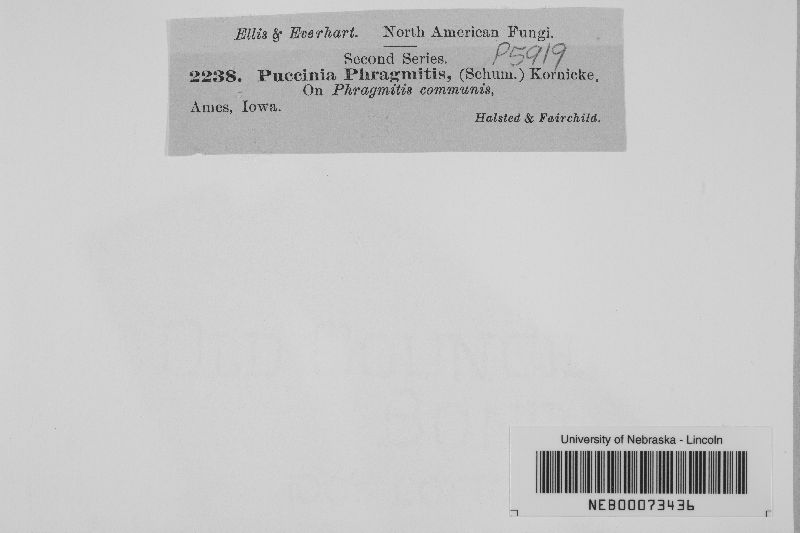 Ellis & Everhart. North American Fungi.
Second Series. P5919
2238. Puccinia Phragmitis, (Schum.) Kornicke.
On Phragmitis communis,
Ames, Iowa.
Halsted & Fairchild.
University of Nebraska - Lincoln
NEB00073436